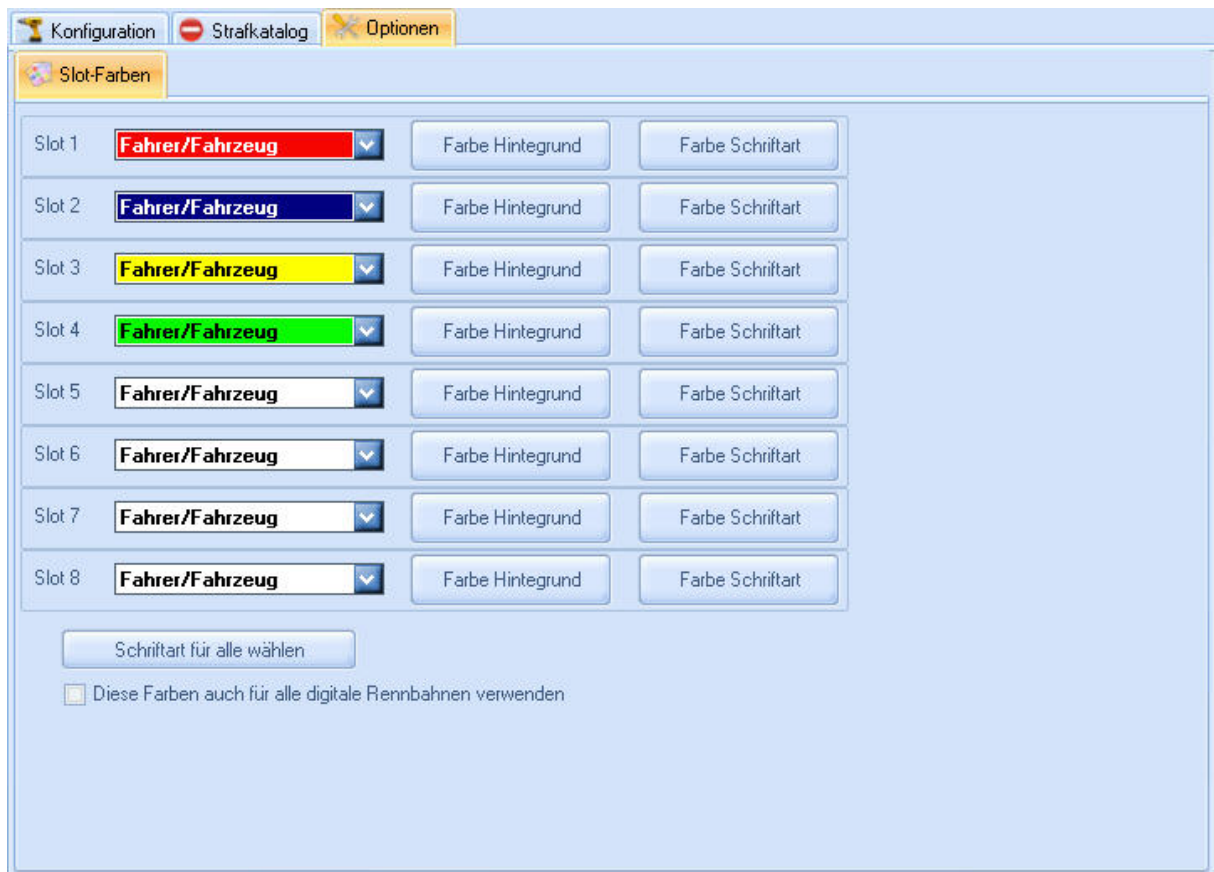 Konfiguration Strafkatalog Optionen
Slot-Farben
Slot 1 Fahrer/Fahrzeug Farbe Hintegrund Farbe Schriftart
Slot 2 Fahrer/Fahrzeug Farbe Hintegrund Farbe Schriftart
Slot 3 Fahrer/Fahrzeug Farbe Hintegrund Farbe Schriftart
Slot 4 Fahrer/Fahrzeug Farbe Hintegrund Farbe Schriftart
Slot 5 Fahrer/Fahrzeug Farbe Hintegrund Farbe Schriftart
Slot 6 Fahrer/Fahrzeug Farbe Hintegrund Farbe Schriftart
Slot 7 Fahrer/Fahrzeug Farbe Hintegrund Farbe Schriftart
Slot 8 Fahrer/Fahrzeug Farbe Hintegrund Farbe Schriftart
Schriftart für alle wählen
Diese Farben auch für alle digitale Rennbahnen verwenden